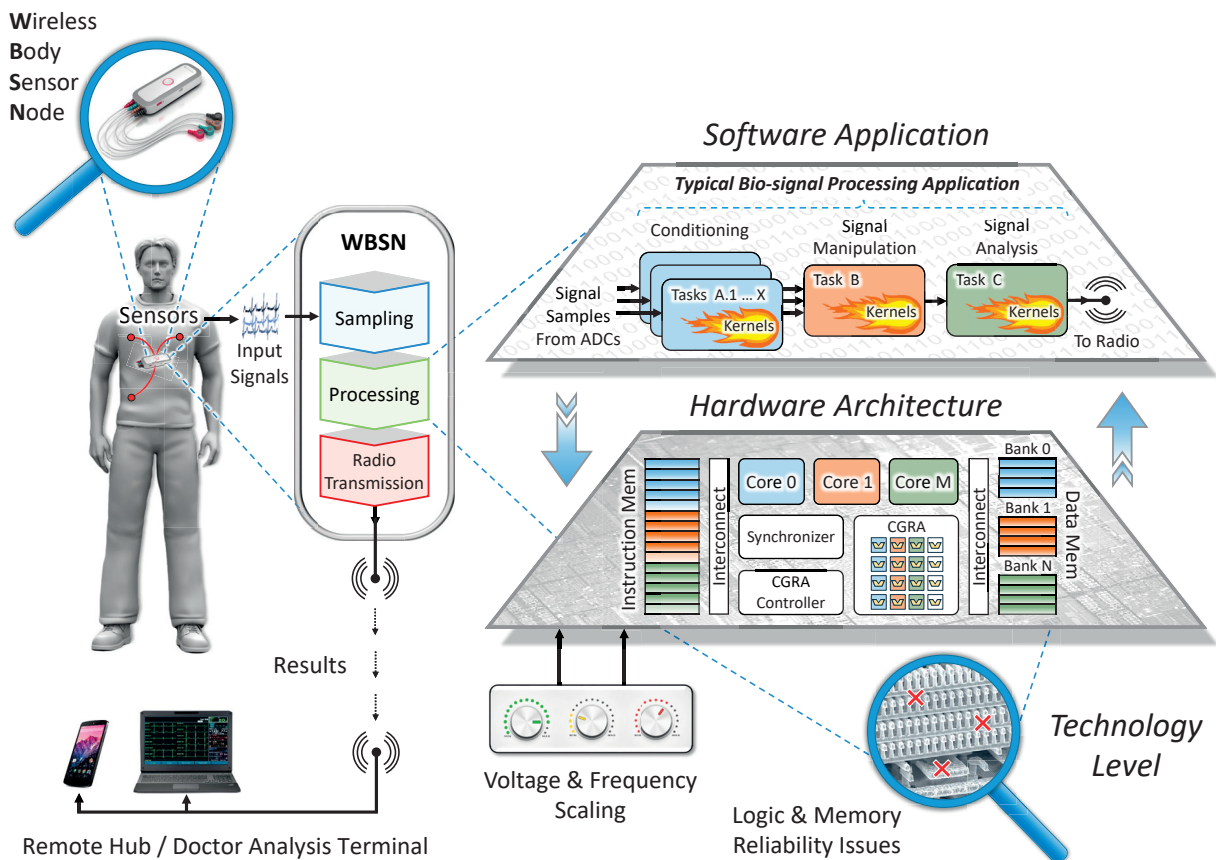 Wireless
Body
Sensor
Node
Sensors
Input
Signals
WBSN
Sampling
Processing
Radio
Transmission
Results
Remote Hub / Doctor Analysis Terminal
Software Application
Typical Bio-signal Processing Application
Conditioning
Signal
Manipulation
Signal
Analysis
Signal
Samples
From ADCs
Tasks A.1 ... X
Kernels
Task B
Kernels
Task C
Kernels
To Radio
Hardware Architecture
Instruction Mem
Interconnect
Core 0
Core 1
Core M
Synchronizer
CGRA
Controller
CGRA
Interconnect
Bank 0
Bank 1
Bank N
Data Mem
Voltage & Frequency
Scaling
Logic & Memory
Reliability Issues
Technology
Level